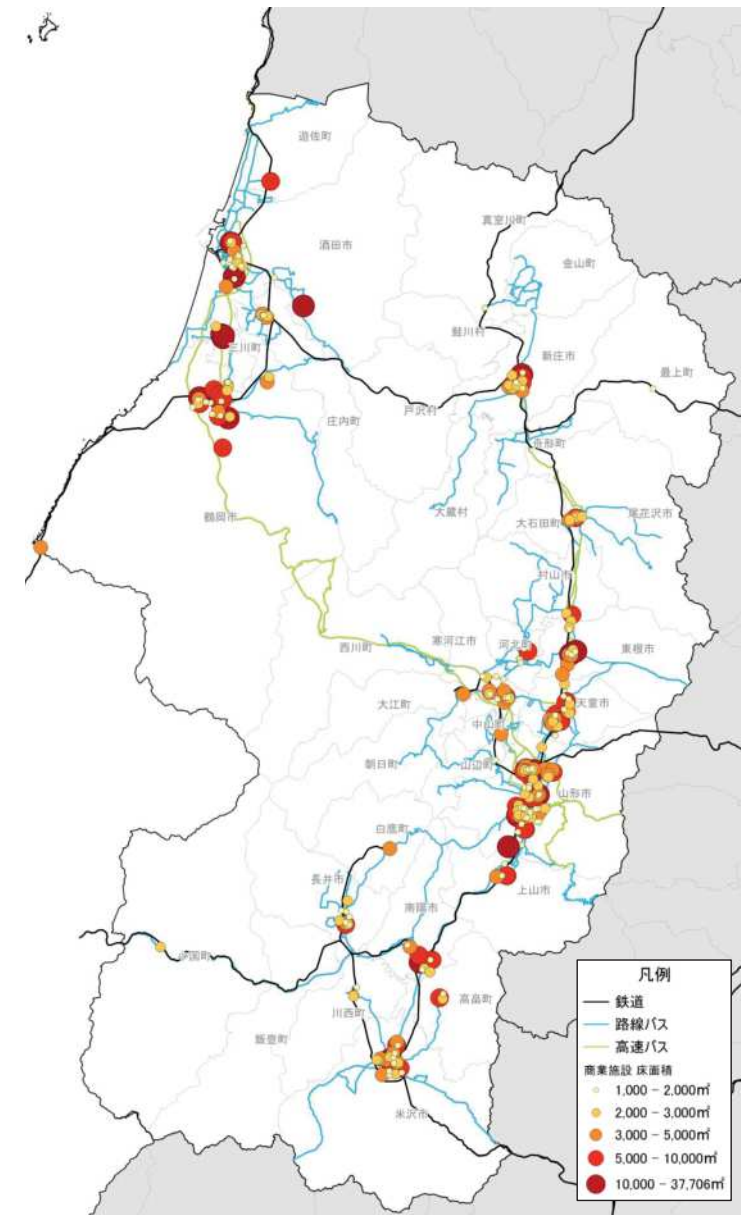 遊佐町
真室川町
酒田市
金山町
鮭川村
三川町
新庄市
最上町
戸沢村
庄内町
舟形町
鶴岡市
大蔵村
大石田町
尾花沢市
村山市
寒河江市
河北町
東根市
西川町
大江町
天童市
中山町
朝日町
山辺町
山形市
白鷹町
長井市
上山市
南陽市
小国町
川西町
高畠町
飯豊町
米沢市
凡例
鉄道
路線バス
高速バス
商業施設 床面積
1,000 - 2,000㎡
2,000 - 3,000㎡
3,000 - 5,000㎡
5,000 - 10,000㎡
10,000 - 37,706㎡